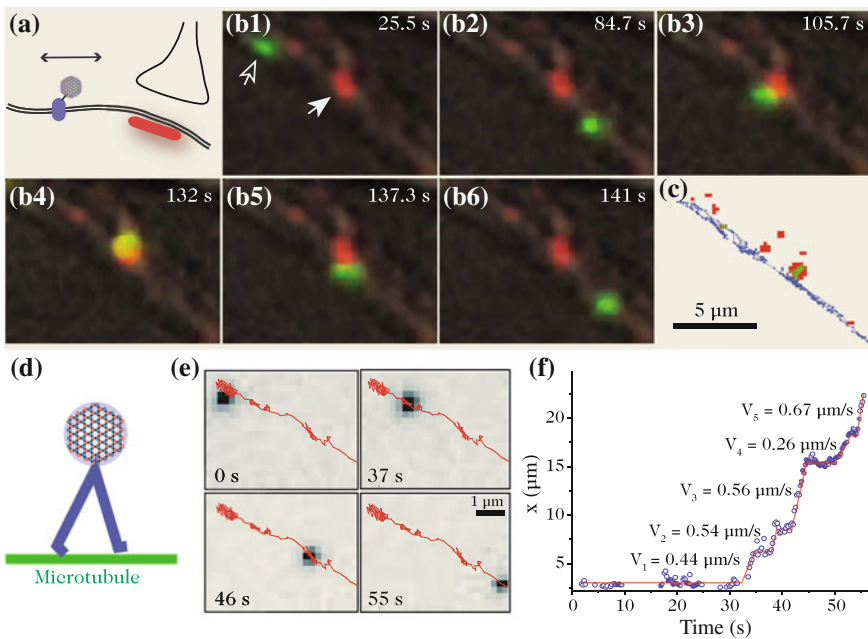 (a)
(b1)
25.5 s
(b2)
84.7 s
(b3)
105.7 s
(b4)
132 s
(b5)
137.3 s
(b6)
141 s
(c)
5 µm
(d)
Microtubule
(e)
0 s
37 s
46 s
1 µm
55 s
(f)
x (µm)
20
15
10
5
V₅ = 0.67 µm/s
V₄ = 0.26 µm/s
V₃ = 0.56 µm/s
V₂ = 0.54 µm/s
V₁ = 0.44 µm/s
0 10 20 30 40 50
Time (s)